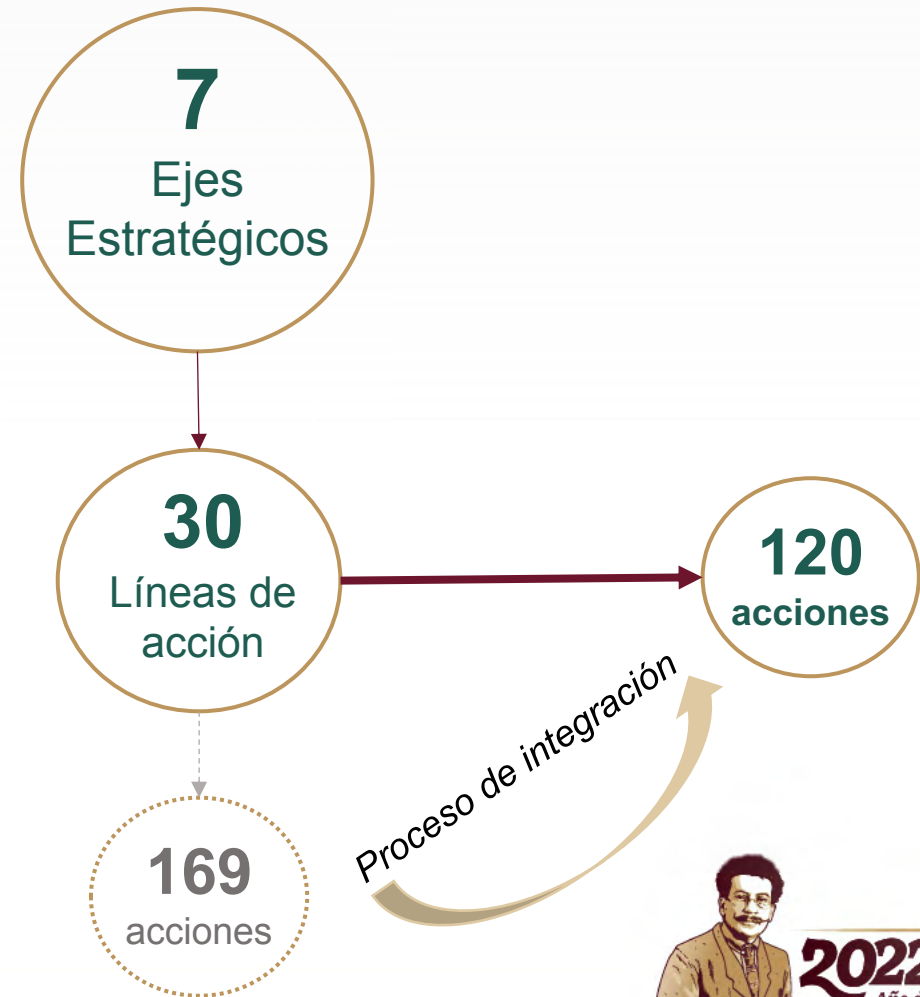 7
Ejes
Estratégicos
30
Líneas de
acción
120
acciones
Proceso de integración
169
acciones
2022